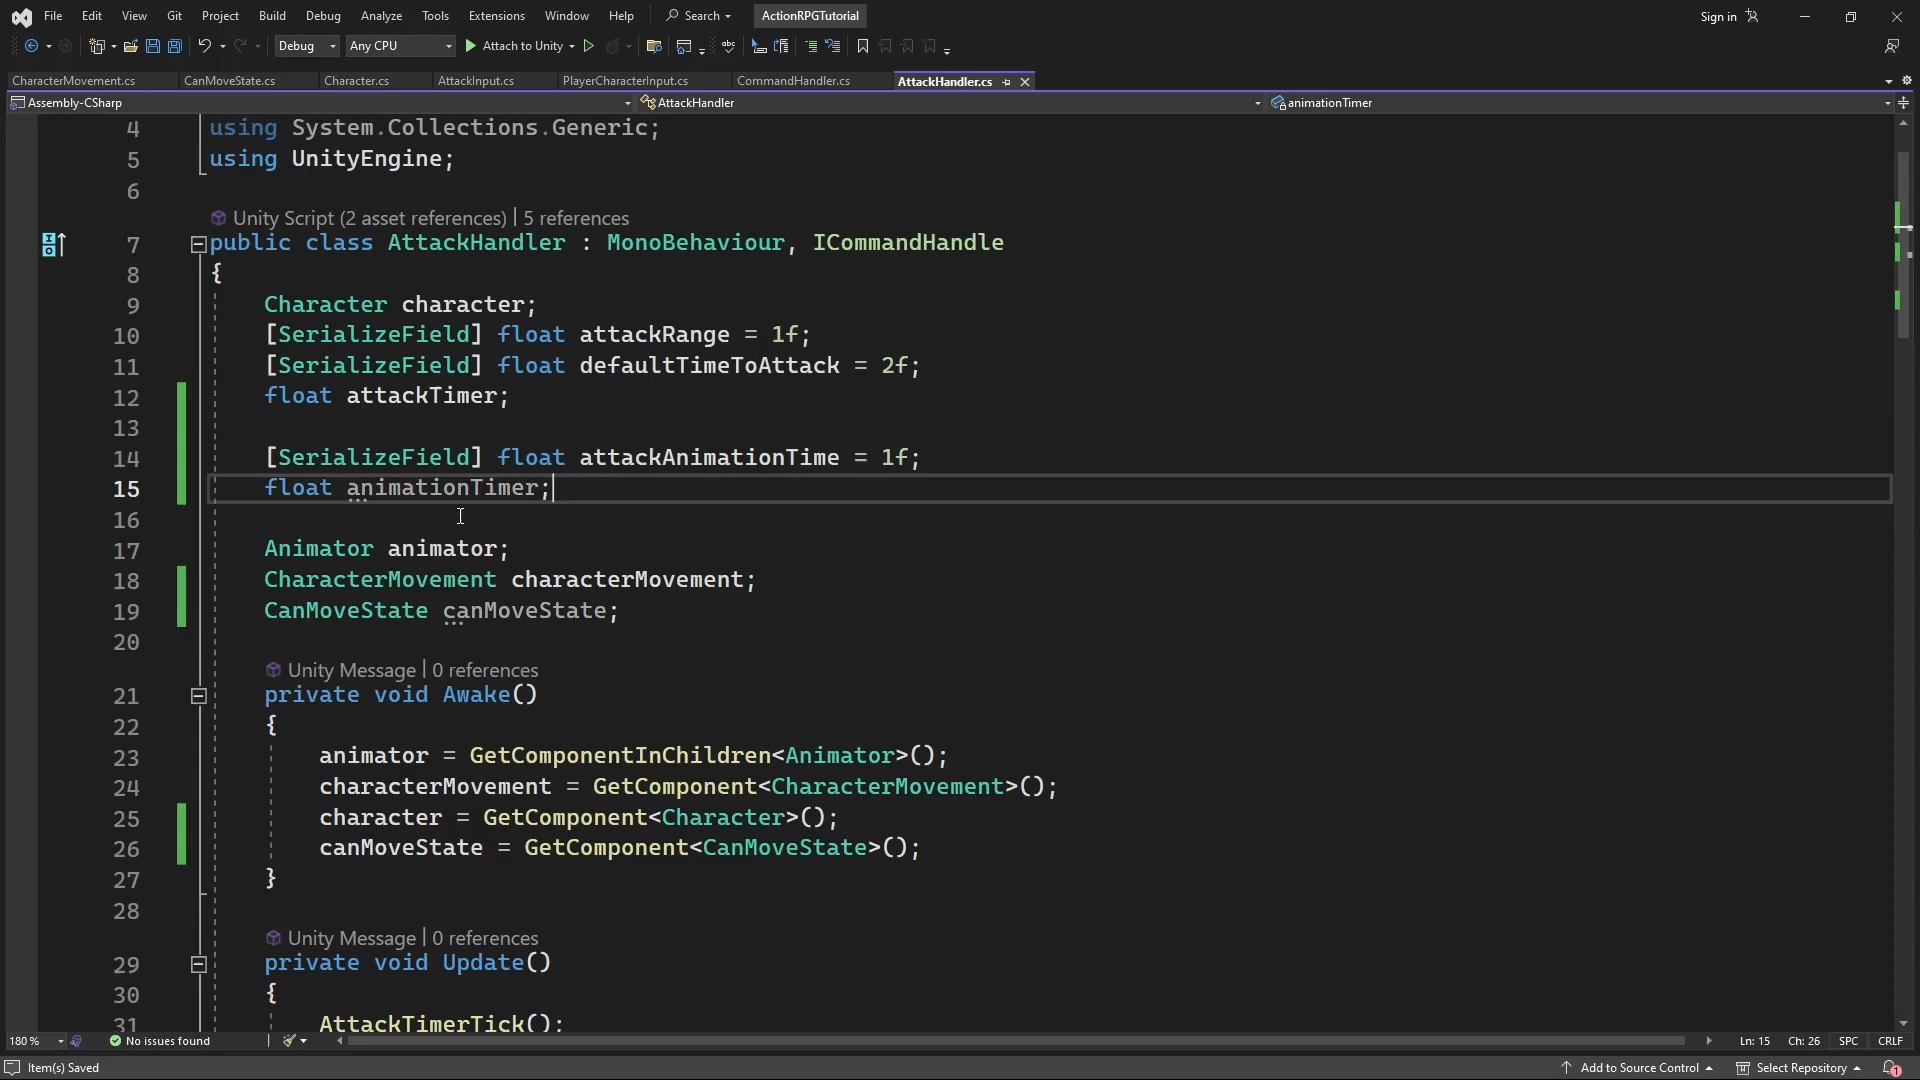 File Edit View Git Project Build Debug Analyze Tools Extensions Window Help Search ActionRPGTutorial Sign in
Debug Any CPU Attach to Unity
CharacterMovement.cs CanMoveState.cs Character.cs AttackInput.cs PlayerCharacterInput.cs CommandHandler.cs AttackHandler.cs
Assembly-CSharp AttackHandler animationTimer
4 using System.Collections.Generic;
5 using UnityEngine;
6
Unity Script (2 asset references) | 5 references
7 public class AttackHandler : MonoBehaviour, ICommandHandle
8 {
9 Character character;
10 [SerializeField] float attackRange = 1f;
11 [SerializeField] float defaultTimeToAttack = 2f;
12 float attackTimer;
13
14 [SerializeField] float attackAnimationTime = 1f;
15 float animationTimer;
16
17 Animator animator;
18 CharacterMovement characterMovement;
19 CanMoveState canMoveState;
20
Unity Message | 0 references
21 private void Awake()
22 {
23 animator = GetComponentInChildren<Animator>();
24 characterMovement = GetComponent<CharacterMovement>();
25 character = GetComponent<Character>();
26 canMoveState = GetComponent<CanMoveState>();
27 }
28
Unity Message | 0 references
29 private void Update()
30 {
31 AttackTimerTick();
180 % No issues found Ln: 15 Ch: 26 SPC CRLF
Item(s) Saved Add to Source Control Select Repository 1